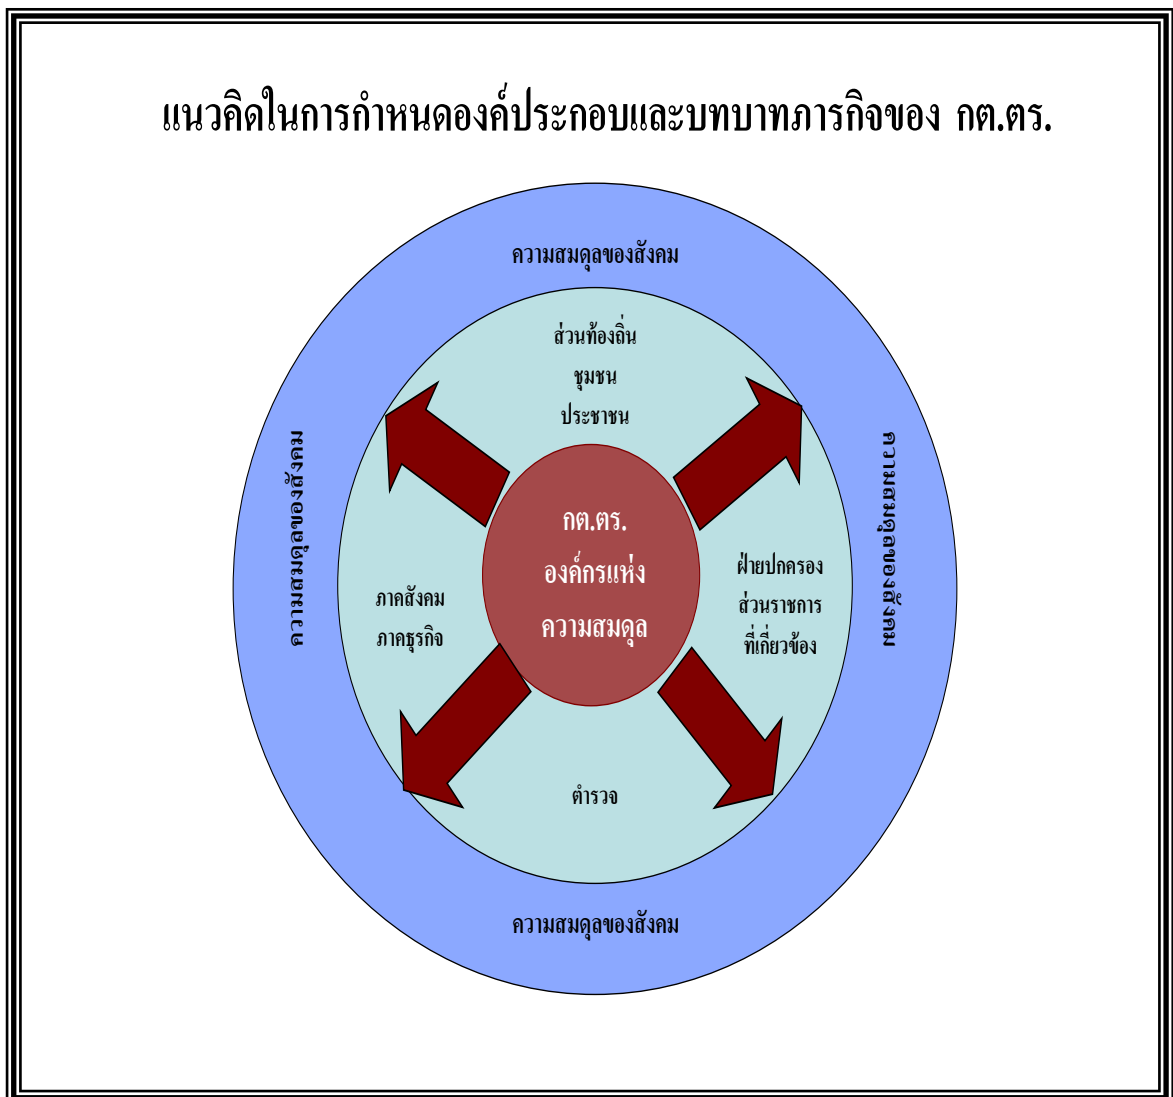 แนวคิดในการกำหนดองค์ประกอบและบทบาทภารกิจของ กต.ตร.
ความสมดุลของสังคม
ส่วนท้องถิ่น
ชุมชน
ประชาชน
ความสมดุลของสังคม
ความสมดุลของสังคม
กต.ตร.
องค์กรแห่ง
ความสมดุล
ภาคสังคม
ภาคธุรกิจ
ฝ่ายปกครอง
ส่วนราชการ
ที่เกี่ยวข้อง
ตำรวจ
ความสมดุลของสังคม